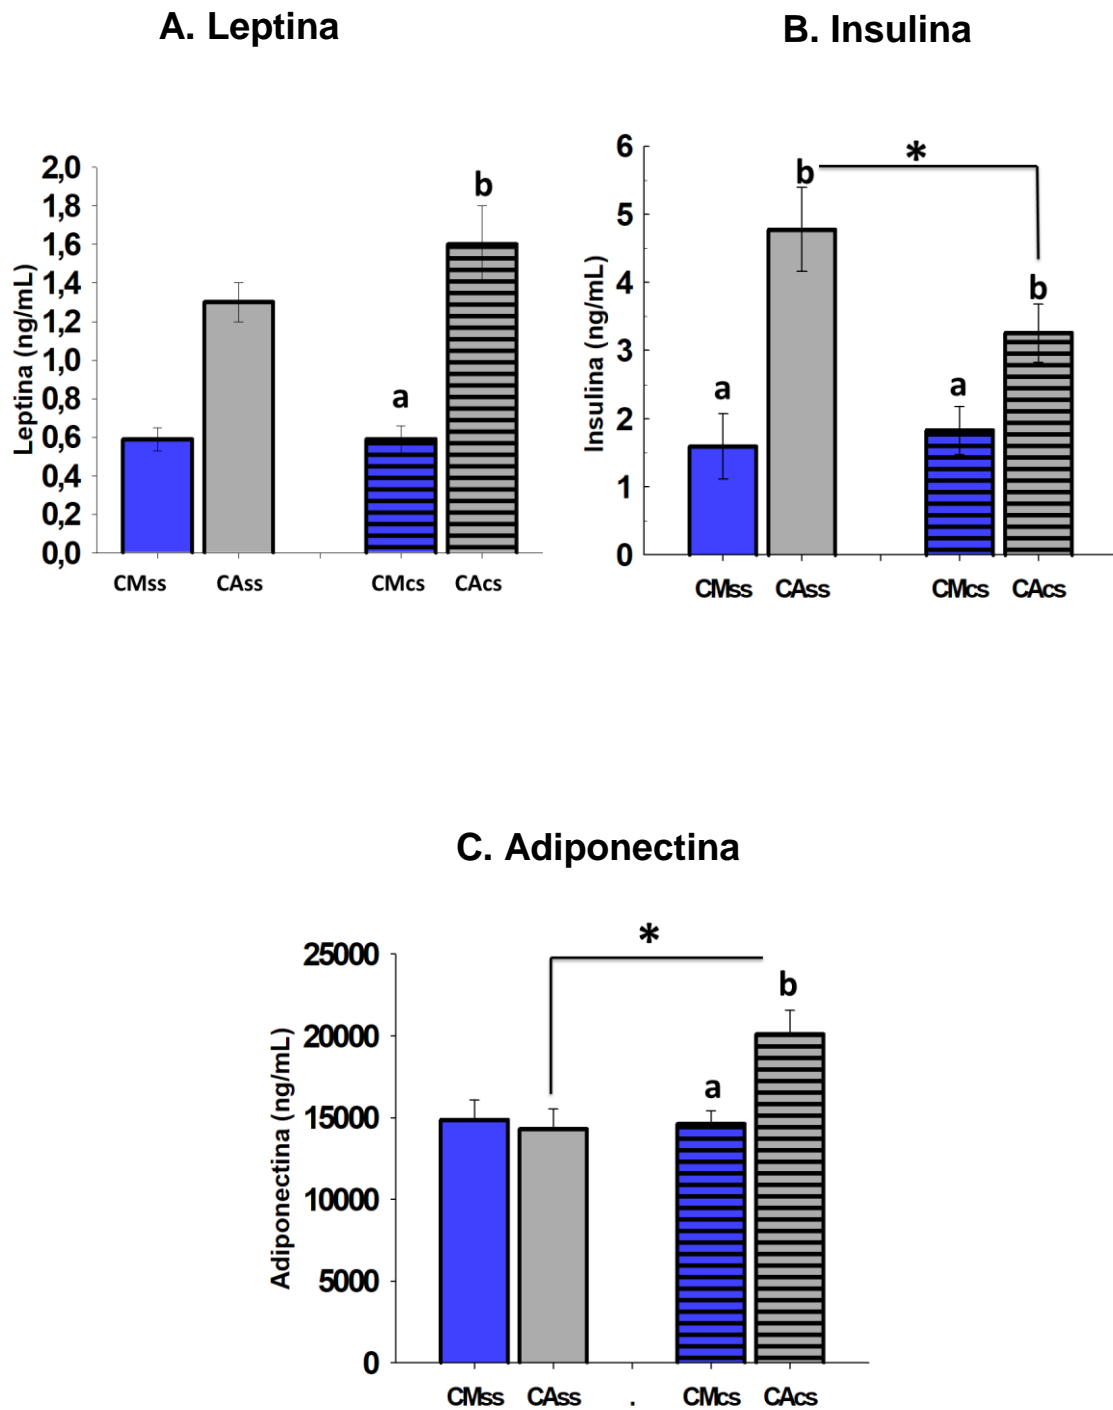 A. Leptina
2,0
1,8
1,6
1,4
1,2
1,0
0,8
0,6
0,4
0,2
0,0
Leptina (ng/mL)
a
b
CMss CAss CMcs CAcs
B. Insulina
6
5
4
3
2
1
0
Insulina (ng/mL)
a
b
*
a
b
CMss CAss CMcs CAcs
C. Adiponectina
25000
20000
15000
10000
5000
0
Adiponectina (ng/mL)
*
a
b
CMss CAss . CMcs CAcs